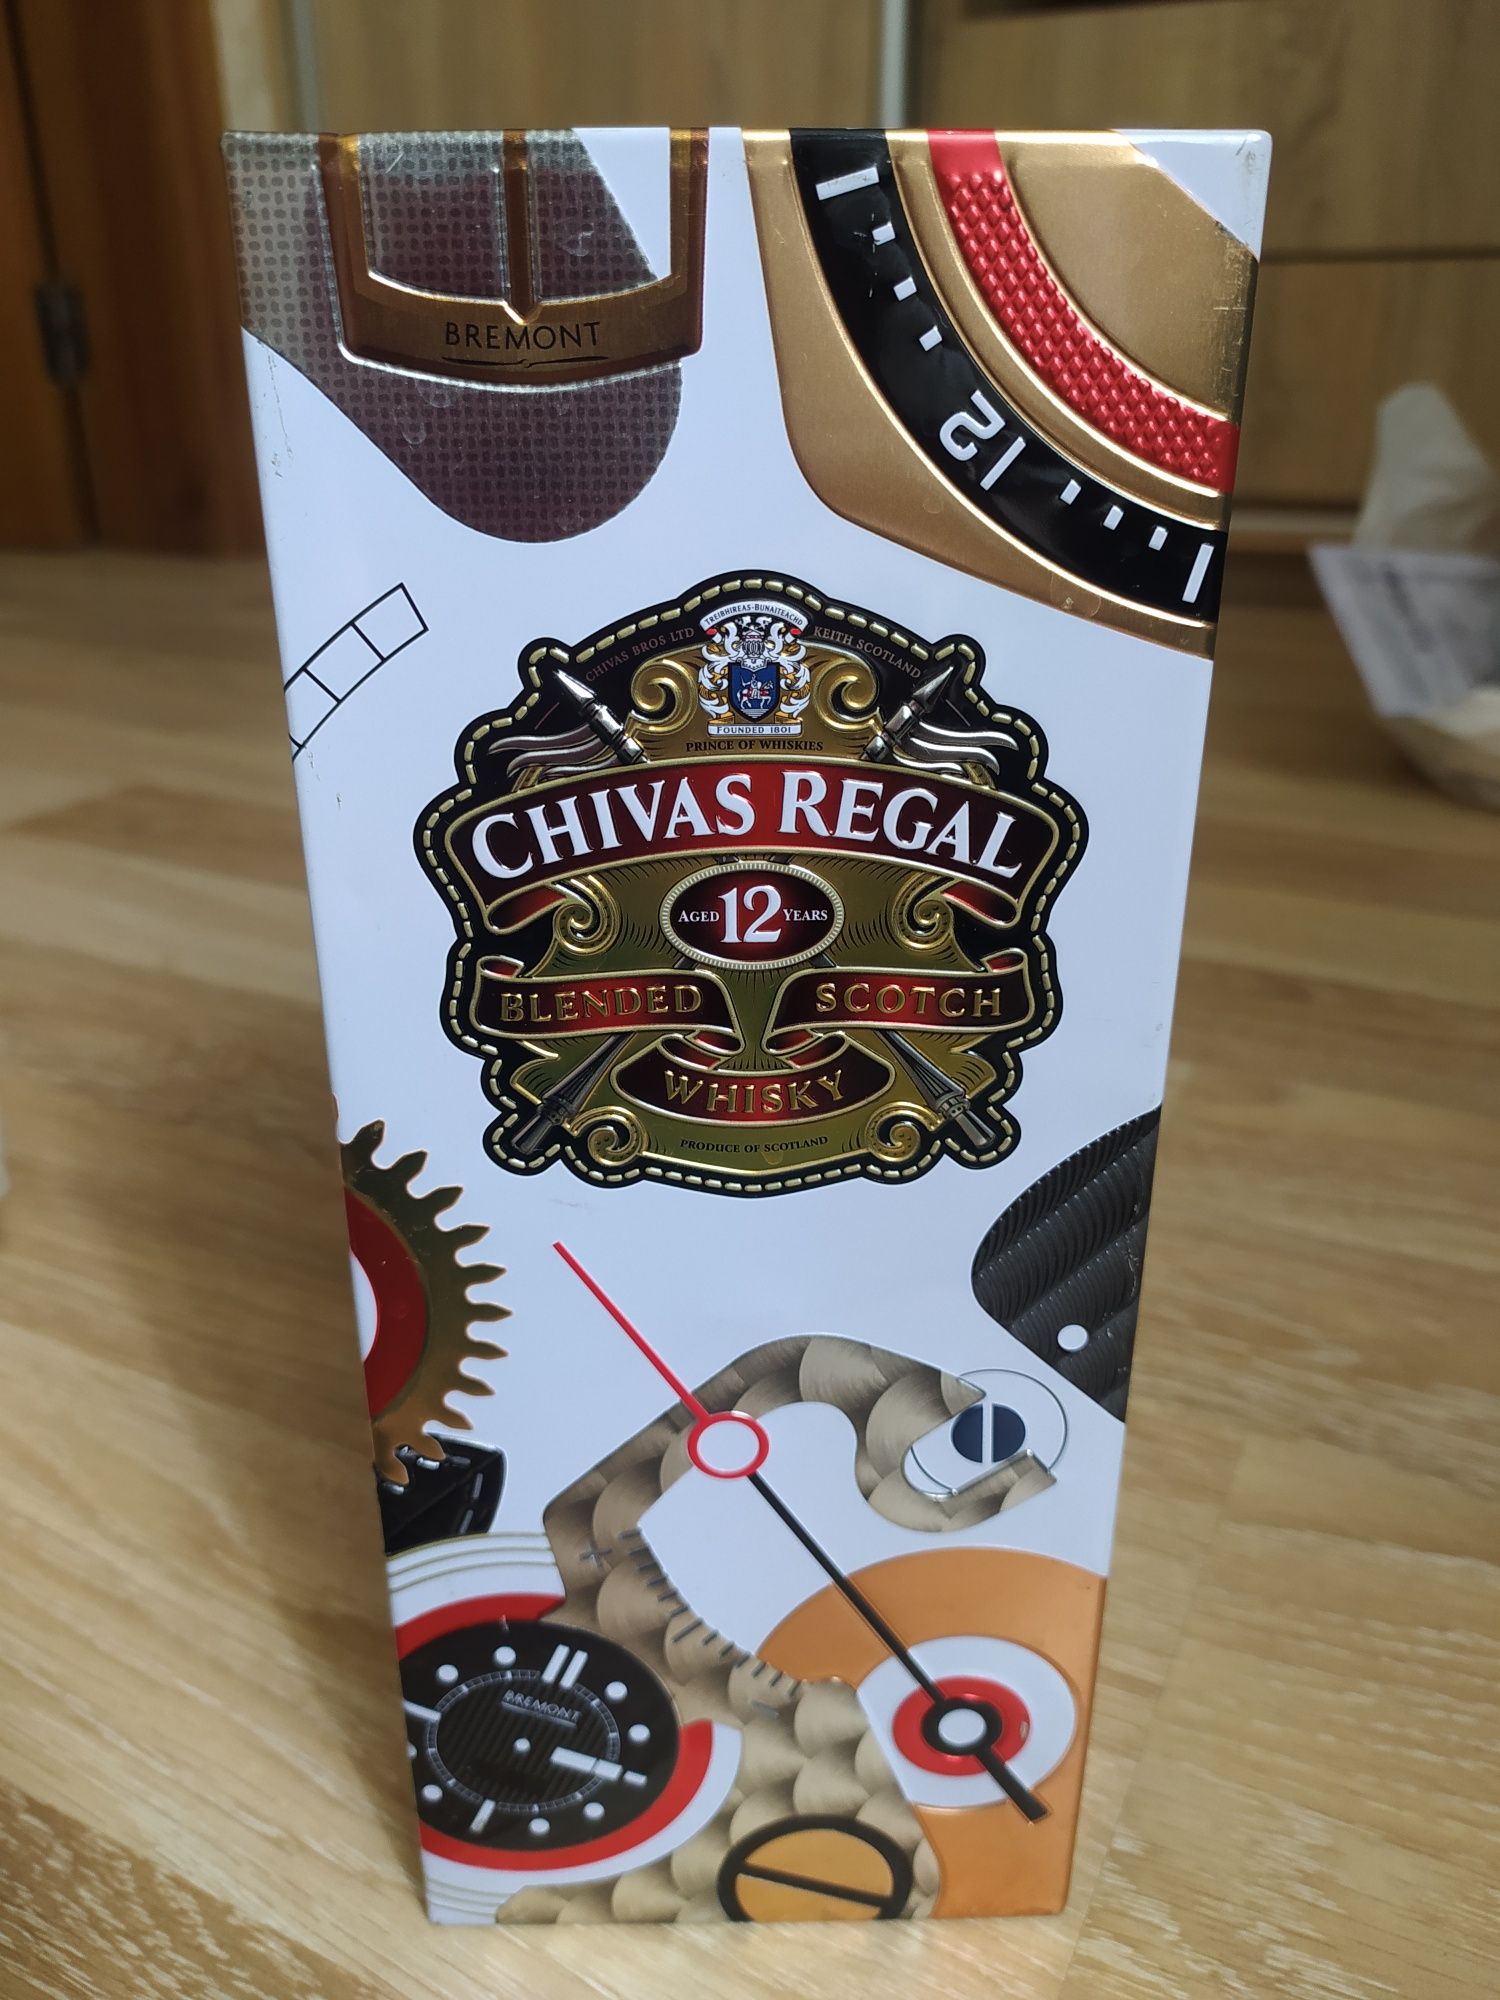 BREMONT
12
TREIBHIREAS-BUNAITEACHD
CHIVAS BROS LTD
KEITH SCOTLAND
FOUNDED 1801
PRINCE OF WHISKIES
CHIVAS REGAL
AGED 12 YEARS
BLENDED SCOTCH
WHISKY
PRODUCE OF SCOTLAND
BREMONT